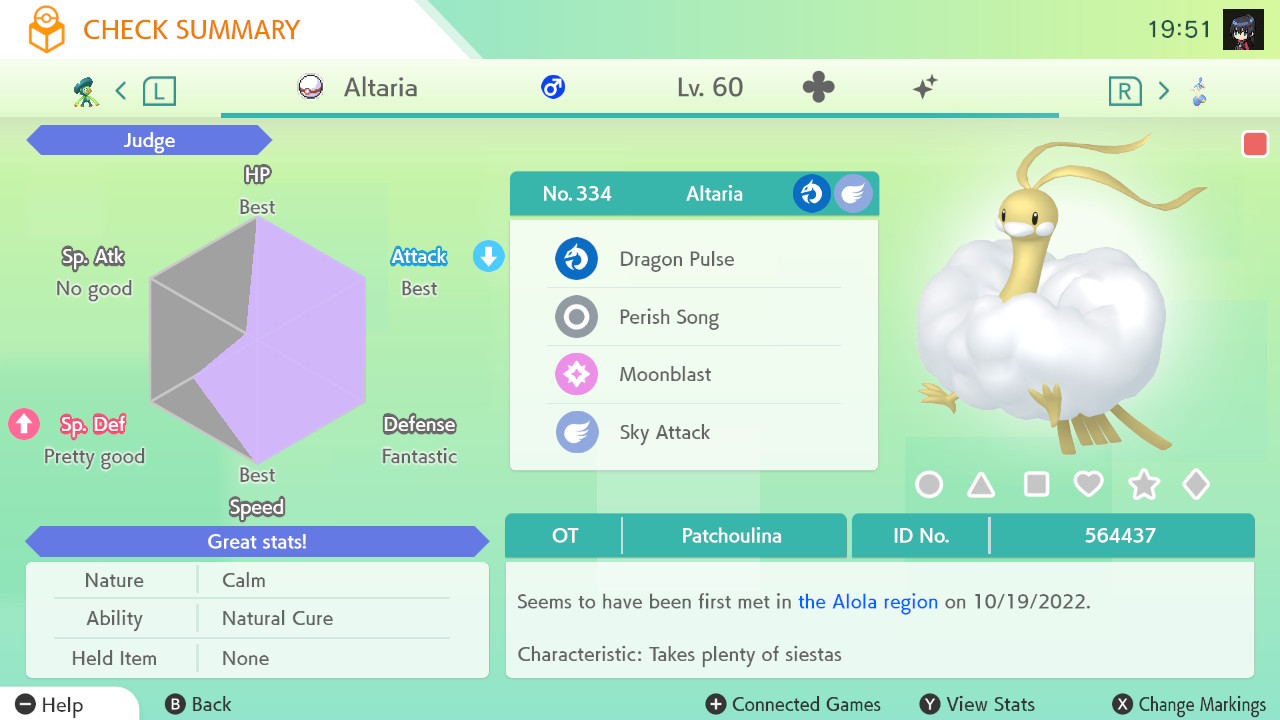 CHECK SUMMARY
19:51
L
Altaria
Lv. 60
R
Judge
HP
Best
Sp. Atk
No good
Attack
Best
Sp. Def
Pretty good
Defense
Fantastic
Best
Speed
Great stats!
Nature Calm
Ability Natural Cure
Held Item None
No. 334 Altaria
Dragon Pulse
Perish Song
Moonblast
Sky Attack
OT Patchoulina ID No. 564437
Seems to have been first met in the Alola region on 10/19/2022.
Characteristic: Takes plenty of siestas
Help
B Back
Connected Games
Y View Stats
X Change Markings